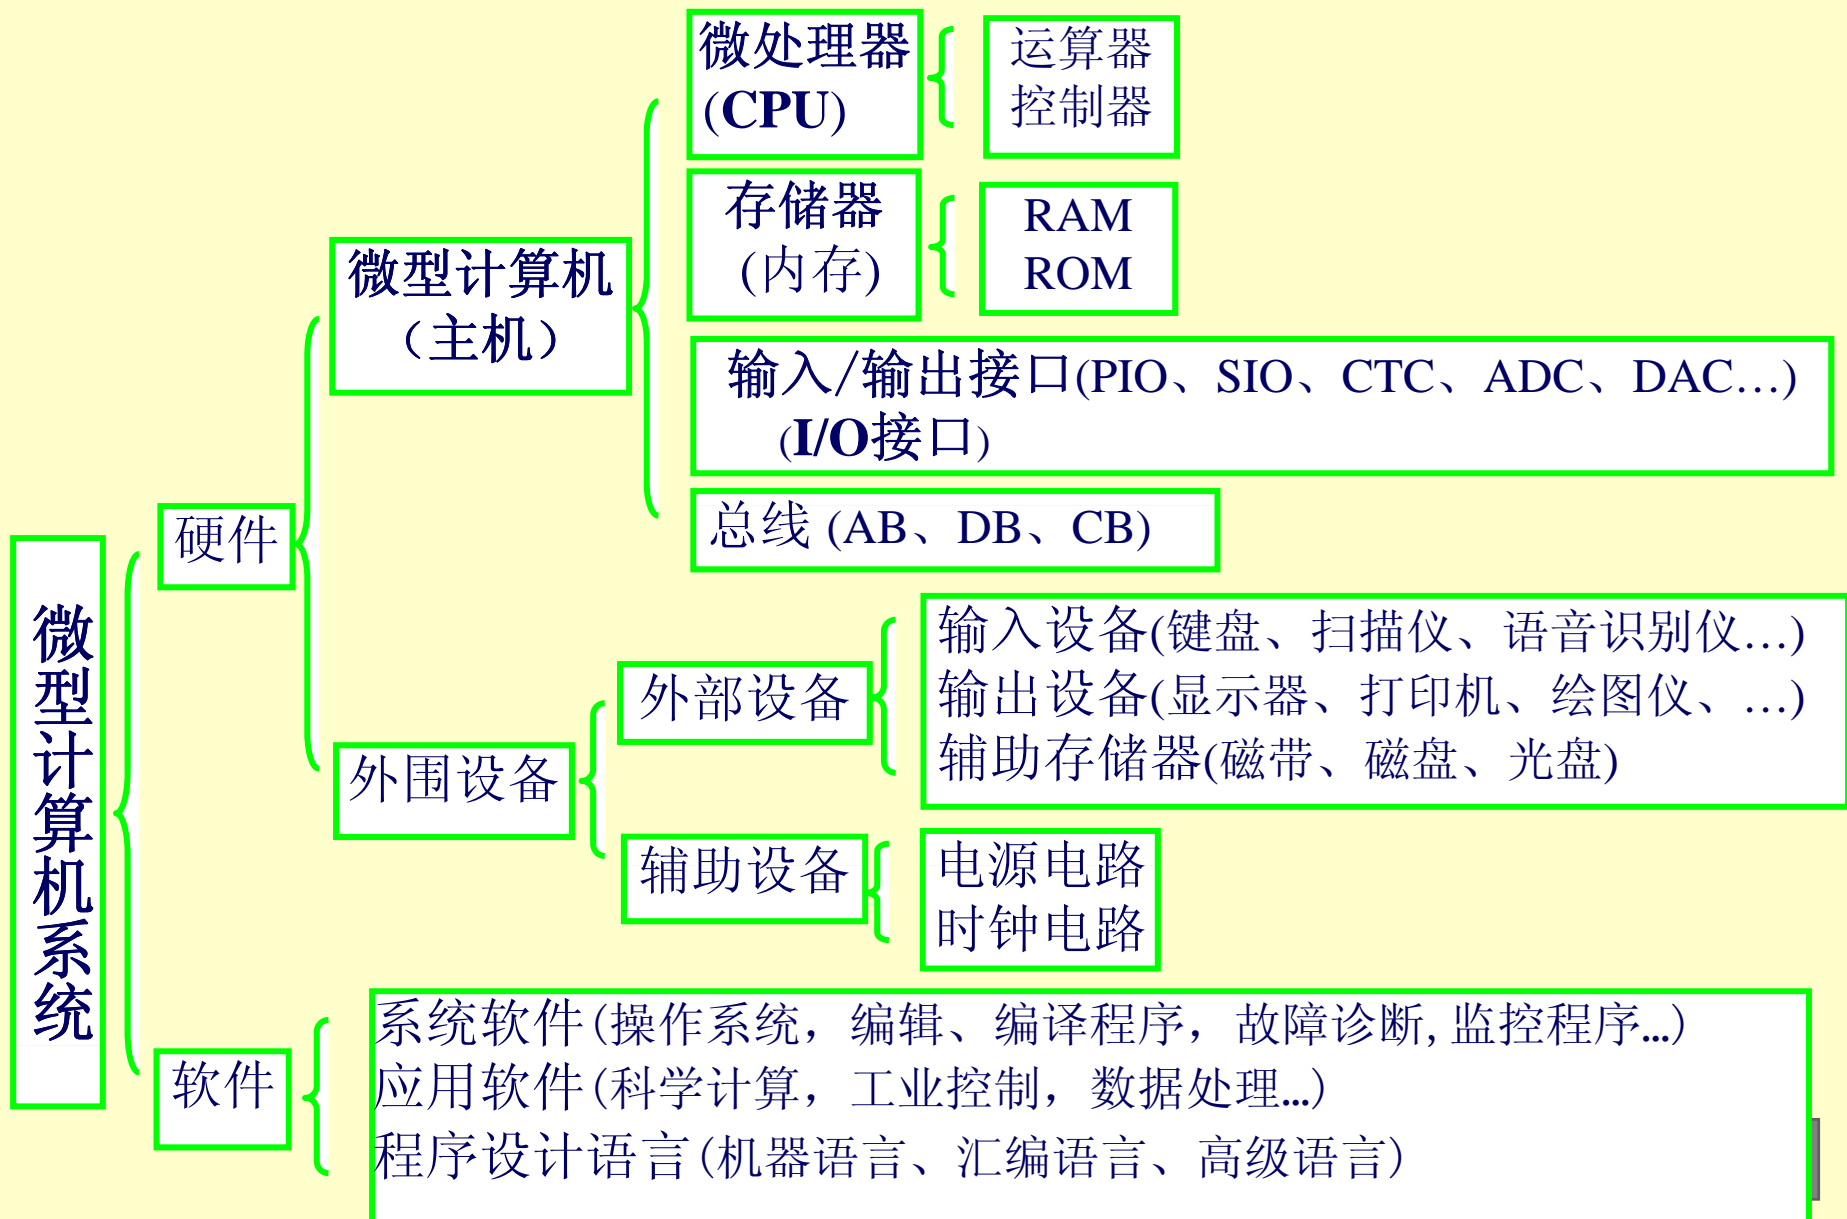 微处理器
(CPU)
运算器
控制器
存储器
(内存)
RAM
ROM
微型计算机
（主机）
输入/输出接口(PIO、SIO、CTC、ADC、DAC…)
(I/O接口)
总线 (AB、DB、CB)
硬件
微型计算机系统
外围设备
外部设备
输入设备(键盘、扫描仪、语音识别仪…)
输出设备(显示器、打印机、绘图仪、…)
辅助存储器(磁带、磁盘、光盘)
辅助设备
电源电路
时钟电路
软件
系统软件(操作系统，编辑、编译程序，故障诊断,监控程序…)
应用软件(科学计算，工业控制，数据处理…)
程序设计语言(机器语言、汇编语言、高级语言)